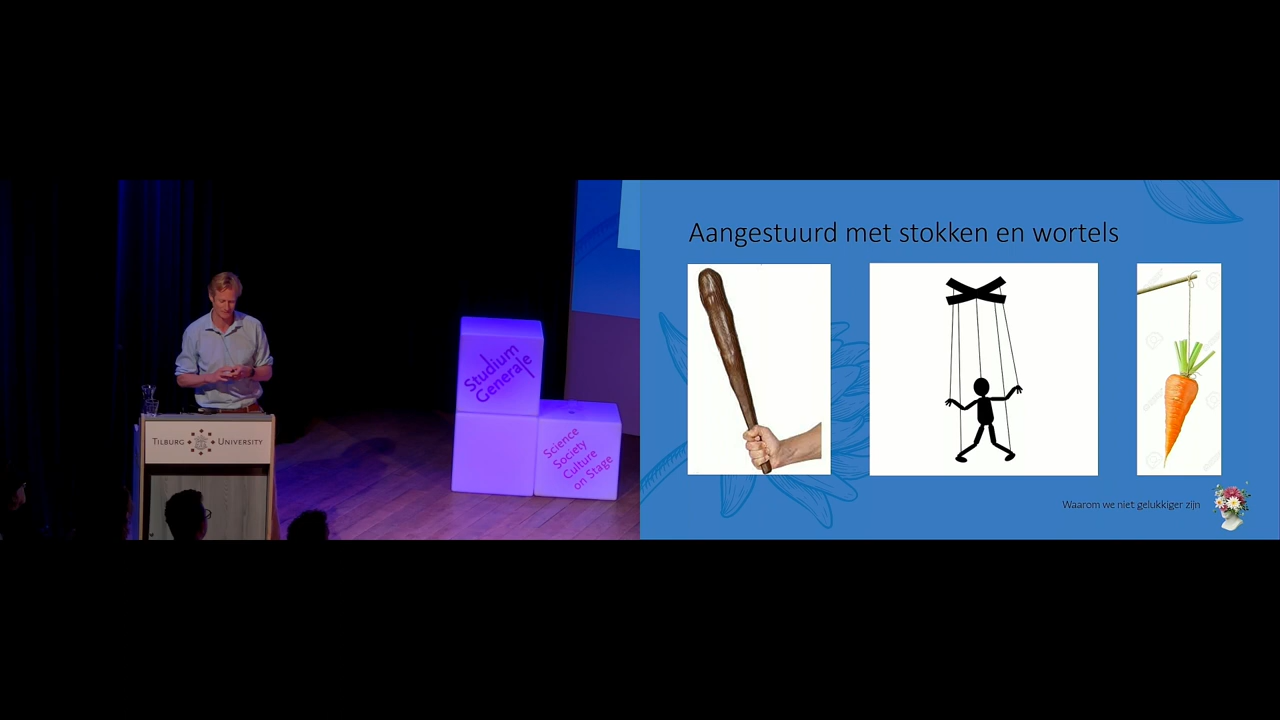 Aangestuurd met stokken en wortels
Waarom we niet gelukkiger zijn
Studium
Generale
Science
Society
Culture
on Stage
TILBURG UNIVERSITY